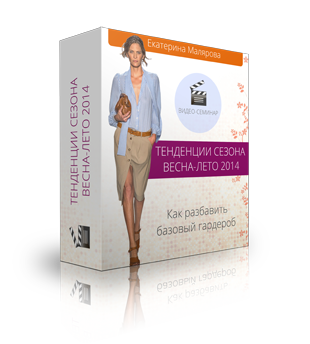 Екатерина Малярова
ВИДЕО-СЕМИНАР
ТЕНДЕНЦИИ СЕЗОНА
ВЕСНА-ЛЕТО 2014
Как разбавить
базовый гардероб
ТЕНДЕНЦИИ СЕЗОНА
ВЕСНА-ЛЕТО 2014